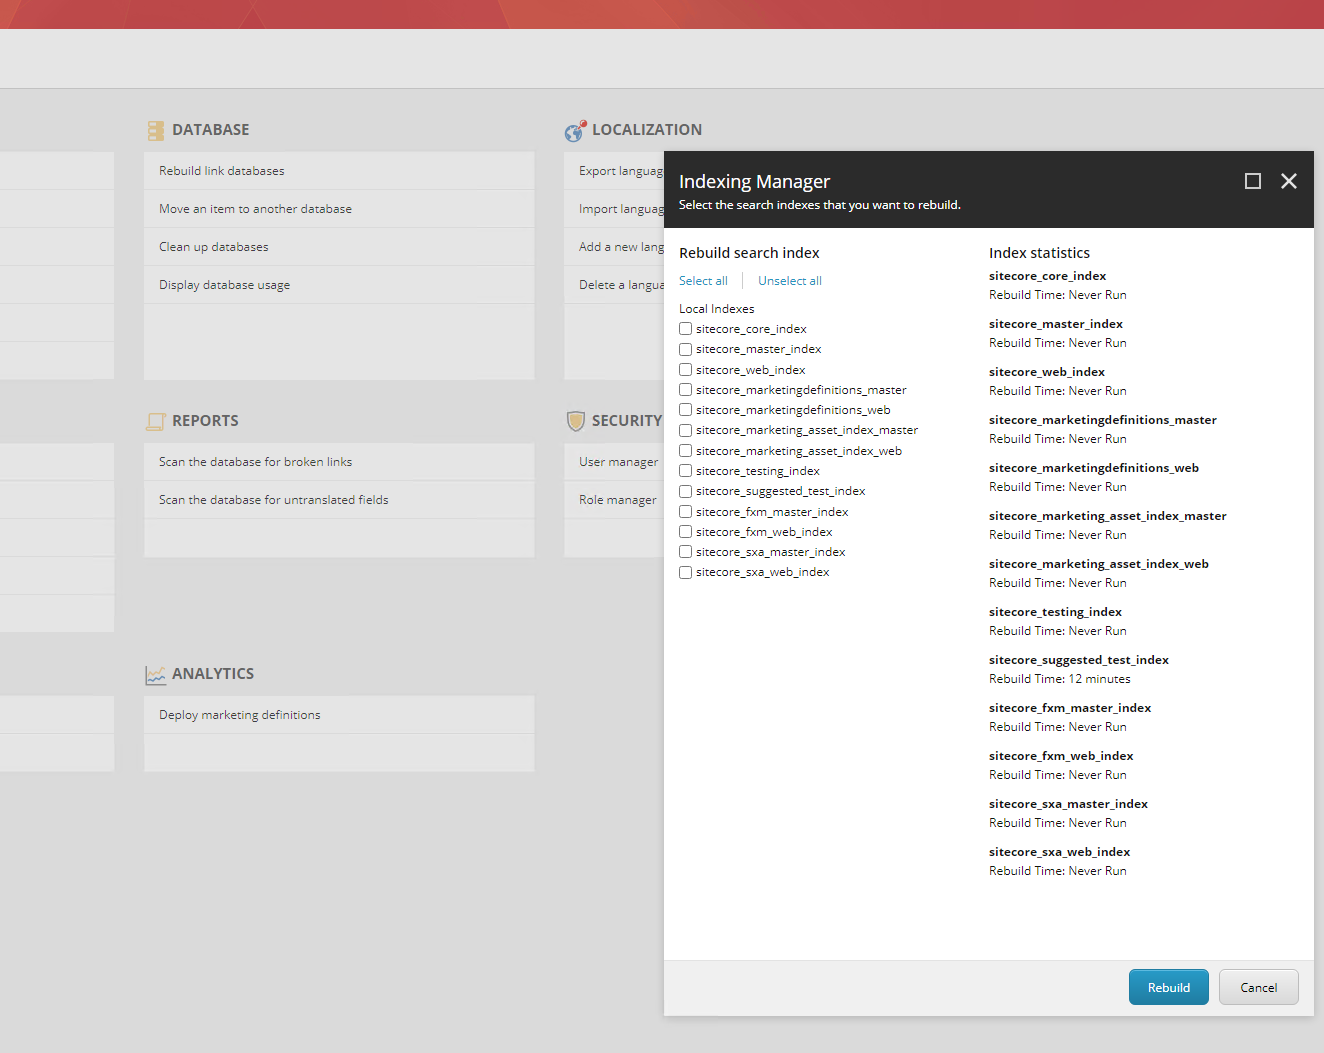 DATABASE
Rebuild link databases
Move an item to another database
Clean up databases
Display database usage
LOCALIZATION
Export languag
Import languag
Add a new lang
Delete a langua
REPORTS
Scan the database for broken links
Scan the database for untranslated fields
SECURITY
User manager
Role manager
ANALYTICS
Deploy marketing definitions
Indexing Manager
Select the search indexes that you want to rebuild.
Rebuild search index
Select all
Unselect all
Local Indexes
sitecore_core_index
sitecore_master_index
sitecore_web_index
sitecore_marketingdefinitions_master
sitecore_marketingdefinitions_web
sitecore_marketing_asset_index_master
sitecore_marketing_asset_index_web
sitecore_testing_index
sitecore_suggested_test_index
sitecore_fxm_master_index
sitecore_fxm_web_index
sitecore_sxa_master_index
sitecore_sxa_web_index
Index statistics
sitecore_core_index
Rebuild Time: Never Run
sitecore_master_index
Rebuild Time: Never Run
sitecore_web_index
Rebuild Time: Never Run
sitecore_marketingdefinitions_master
Rebuild Time: Never Run
sitecore_marketingdefinitions_web
Rebuild Time: Never Run
sitecore_marketing_asset_index_master
Rebuild Time: Never Run
sitecore_marketing_asset_index_web
Rebuild Time: Never Run
sitecore_testing_index
Rebuild Time: Never Run
sitecore_suggested_test_index
Rebuild Time: 12 minutes
sitecore_fxm_master_index
Rebuild Time: Never Run
sitecore_fxm_web_index
Rebuild Time: Never Run
sitecore_sxa_master_index
Rebuild Time: Never Run
sitecore_sxa_web_index
Rebuild Time: Never Run
Rebuild
Cancel